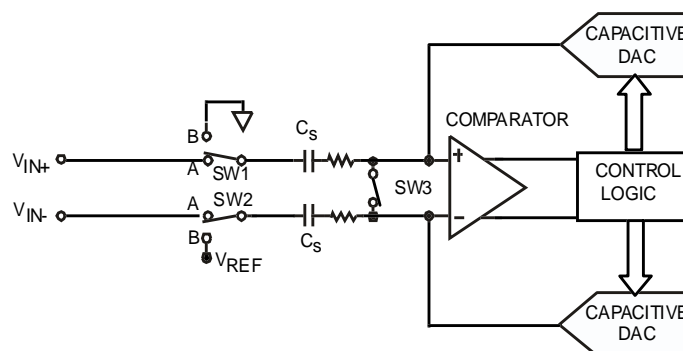 CAPACITIVE
DAC
COMPARATOR
B
Cs
VIN+
A
SW1
+
CONTROL
LOGIC
SW3
A
SW2
VIN-
−
B
Cs
VREF
CAPACITIVE
DAC